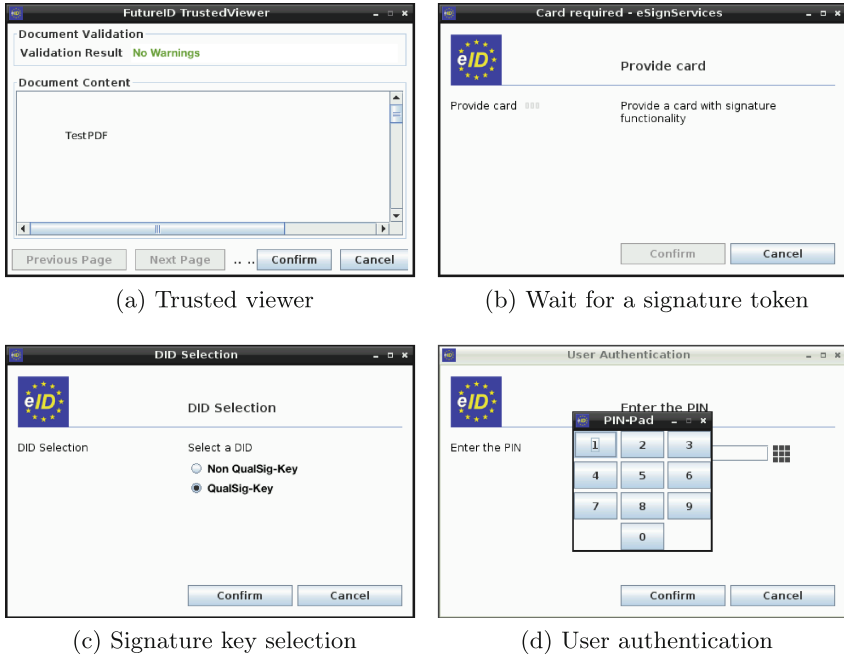 FutureID TrustedViewer
Document Validation
Validation Result No Warnings
Document Content
TestPDF
Previous Page Next Page .. .. Confirm Cancel
(a) Trusted viewer
Card required - eSignServices
eID
Provide card
Provide card Provide a card with signature
functionality
Confirm Cancel
(b) Wait for a signature token
DID Selection
eID
DID Selection
DID Selection Select a DID
Non QualSig-Key
QualSig-Key
Confirm Cancel
(c) Signature key selection
User Authentication
eID
Enter the PIN
Enter the PIN
PIN-Pad
1 2 3
4 5 6
7 8 9
0
Confirm Cancel
(d) User authentication